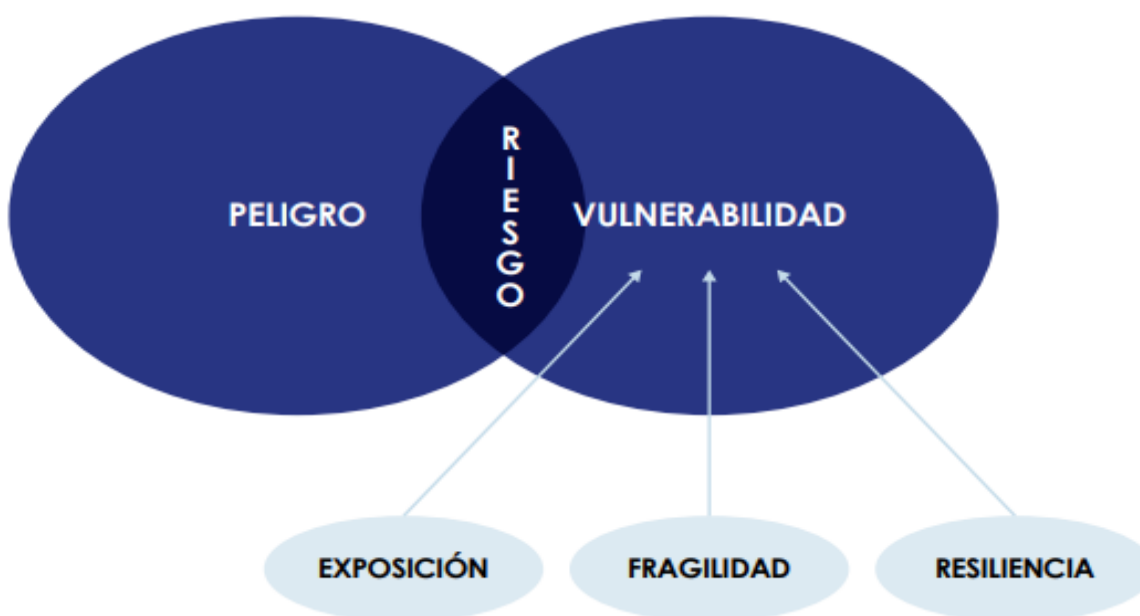 PELIGRO
RIESGO
VULNERABILIDAD
EXPOSICIÓN
FRAGILIDAD
RESILIENCIA